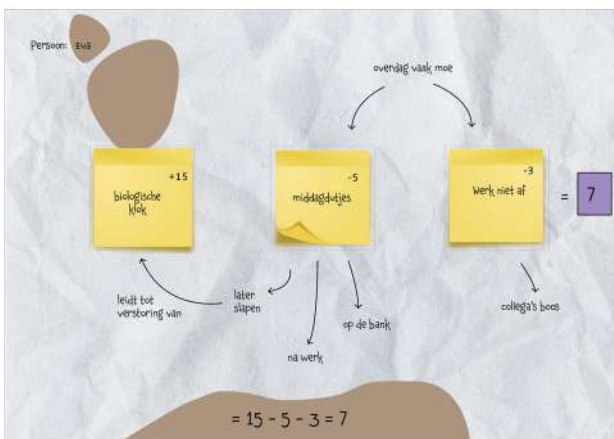 Persoon: Eva
overdag vaak moe
+15
biologische
klok
-5
middagdutjes
-3
Werk niet af
= 7
leidt tot
verstoring van
later
slapen
op de bank
na werk
collega's boos
= 15 - 5 - 3 = 7